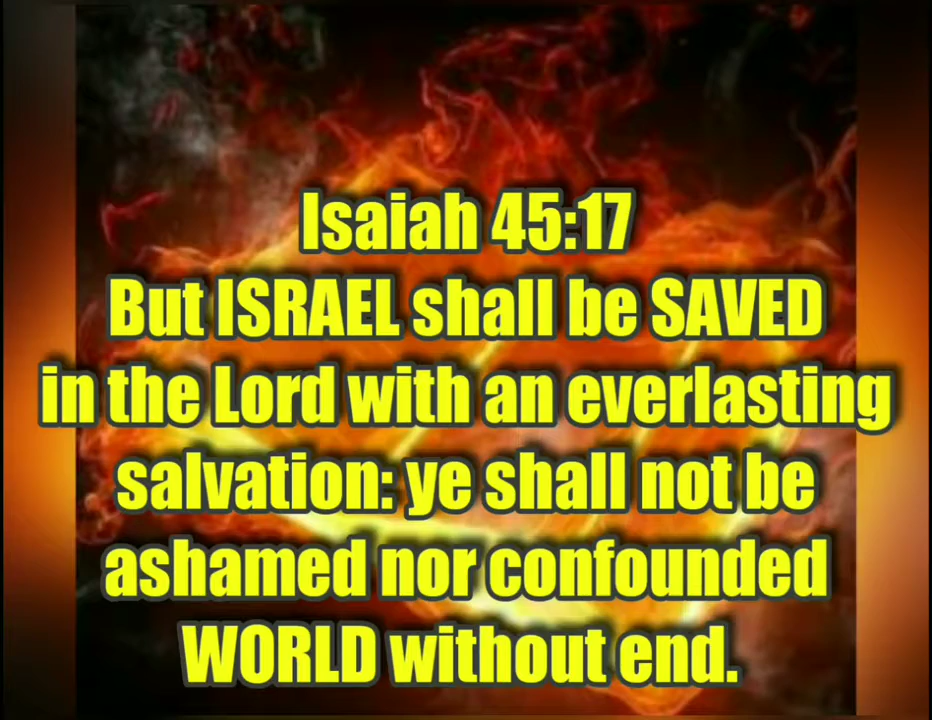 Isaiah 45:17
But ISRAEL shall be SAVED
in the Lord with an everlasting
salvation: ye shall not be
ashamed nor confounded
WORLD without end.